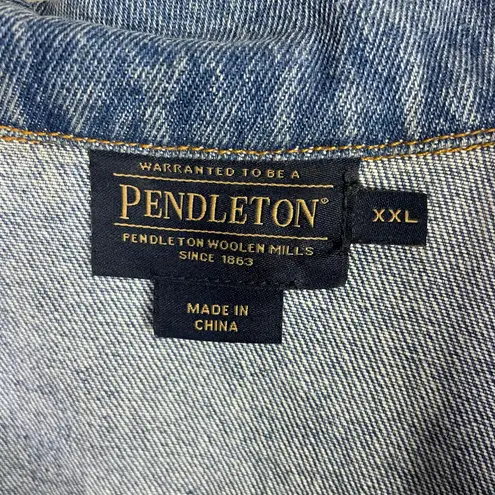 WARRANTED TO BE A
PENDLETON®
PENDLETON WOOLEN MILLS
SINCE 1863
XXL
MADE IN
CHINA